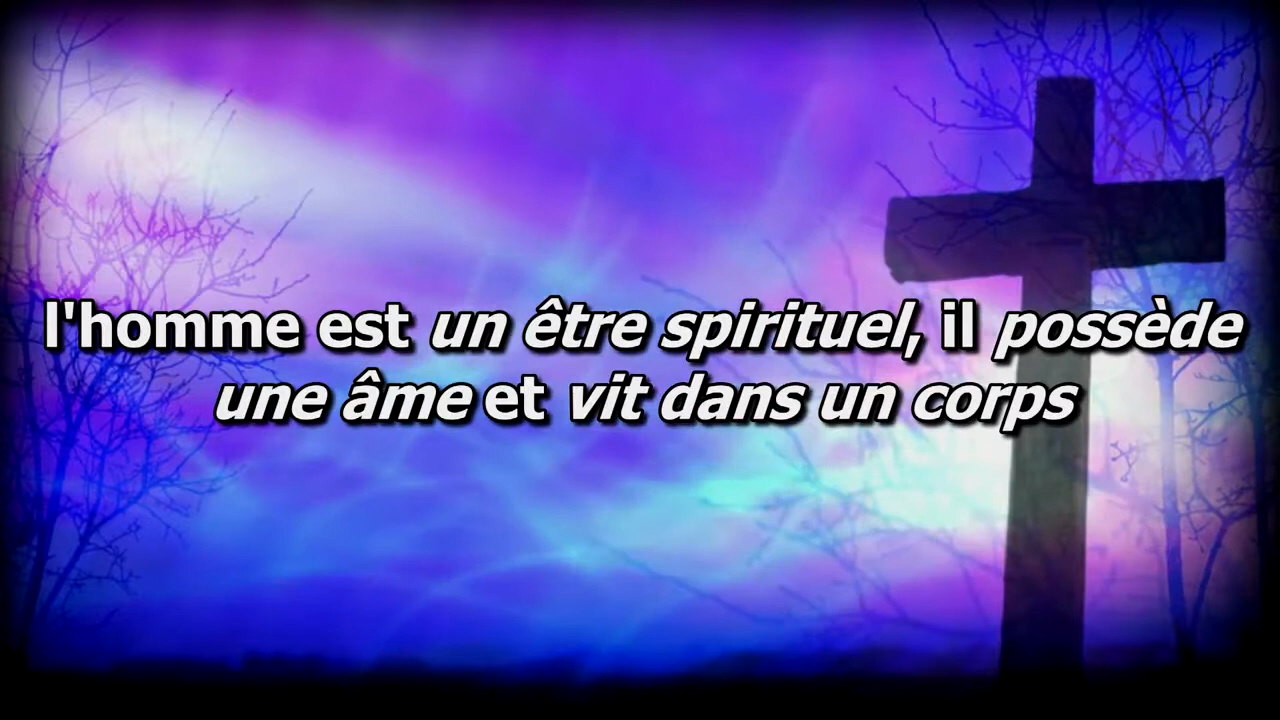 l'homme est un être spirituel, il possède
une âme et vit dans un corps